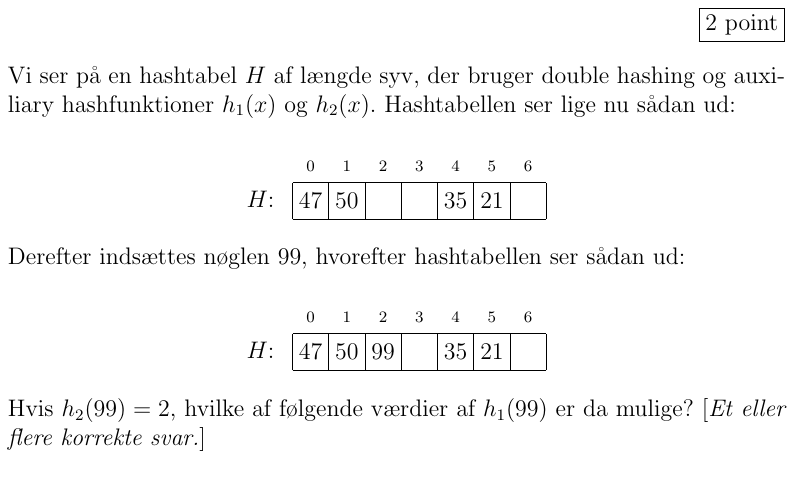 2 point
Vi ser på en hashtabel H af længde syv, der bruger double hashing og auxi-
liary hashfunktioner h₁(x) og h₂(x). Hashtabellen ser lige nu sådan ud:
0 1 2 3 4 5 6
H: 47 50 35 21
Derefter indsættes nøglen 99, hvorefter hashtabellen ser sådan ud:
0 1 2 3 4 5 6
H: 47 50 99 35 21
Hvis h₂(99) = 2, hvilke af følgende værdier af h₁(99) er da mulige? [Et eller
flere korrekte svar.]